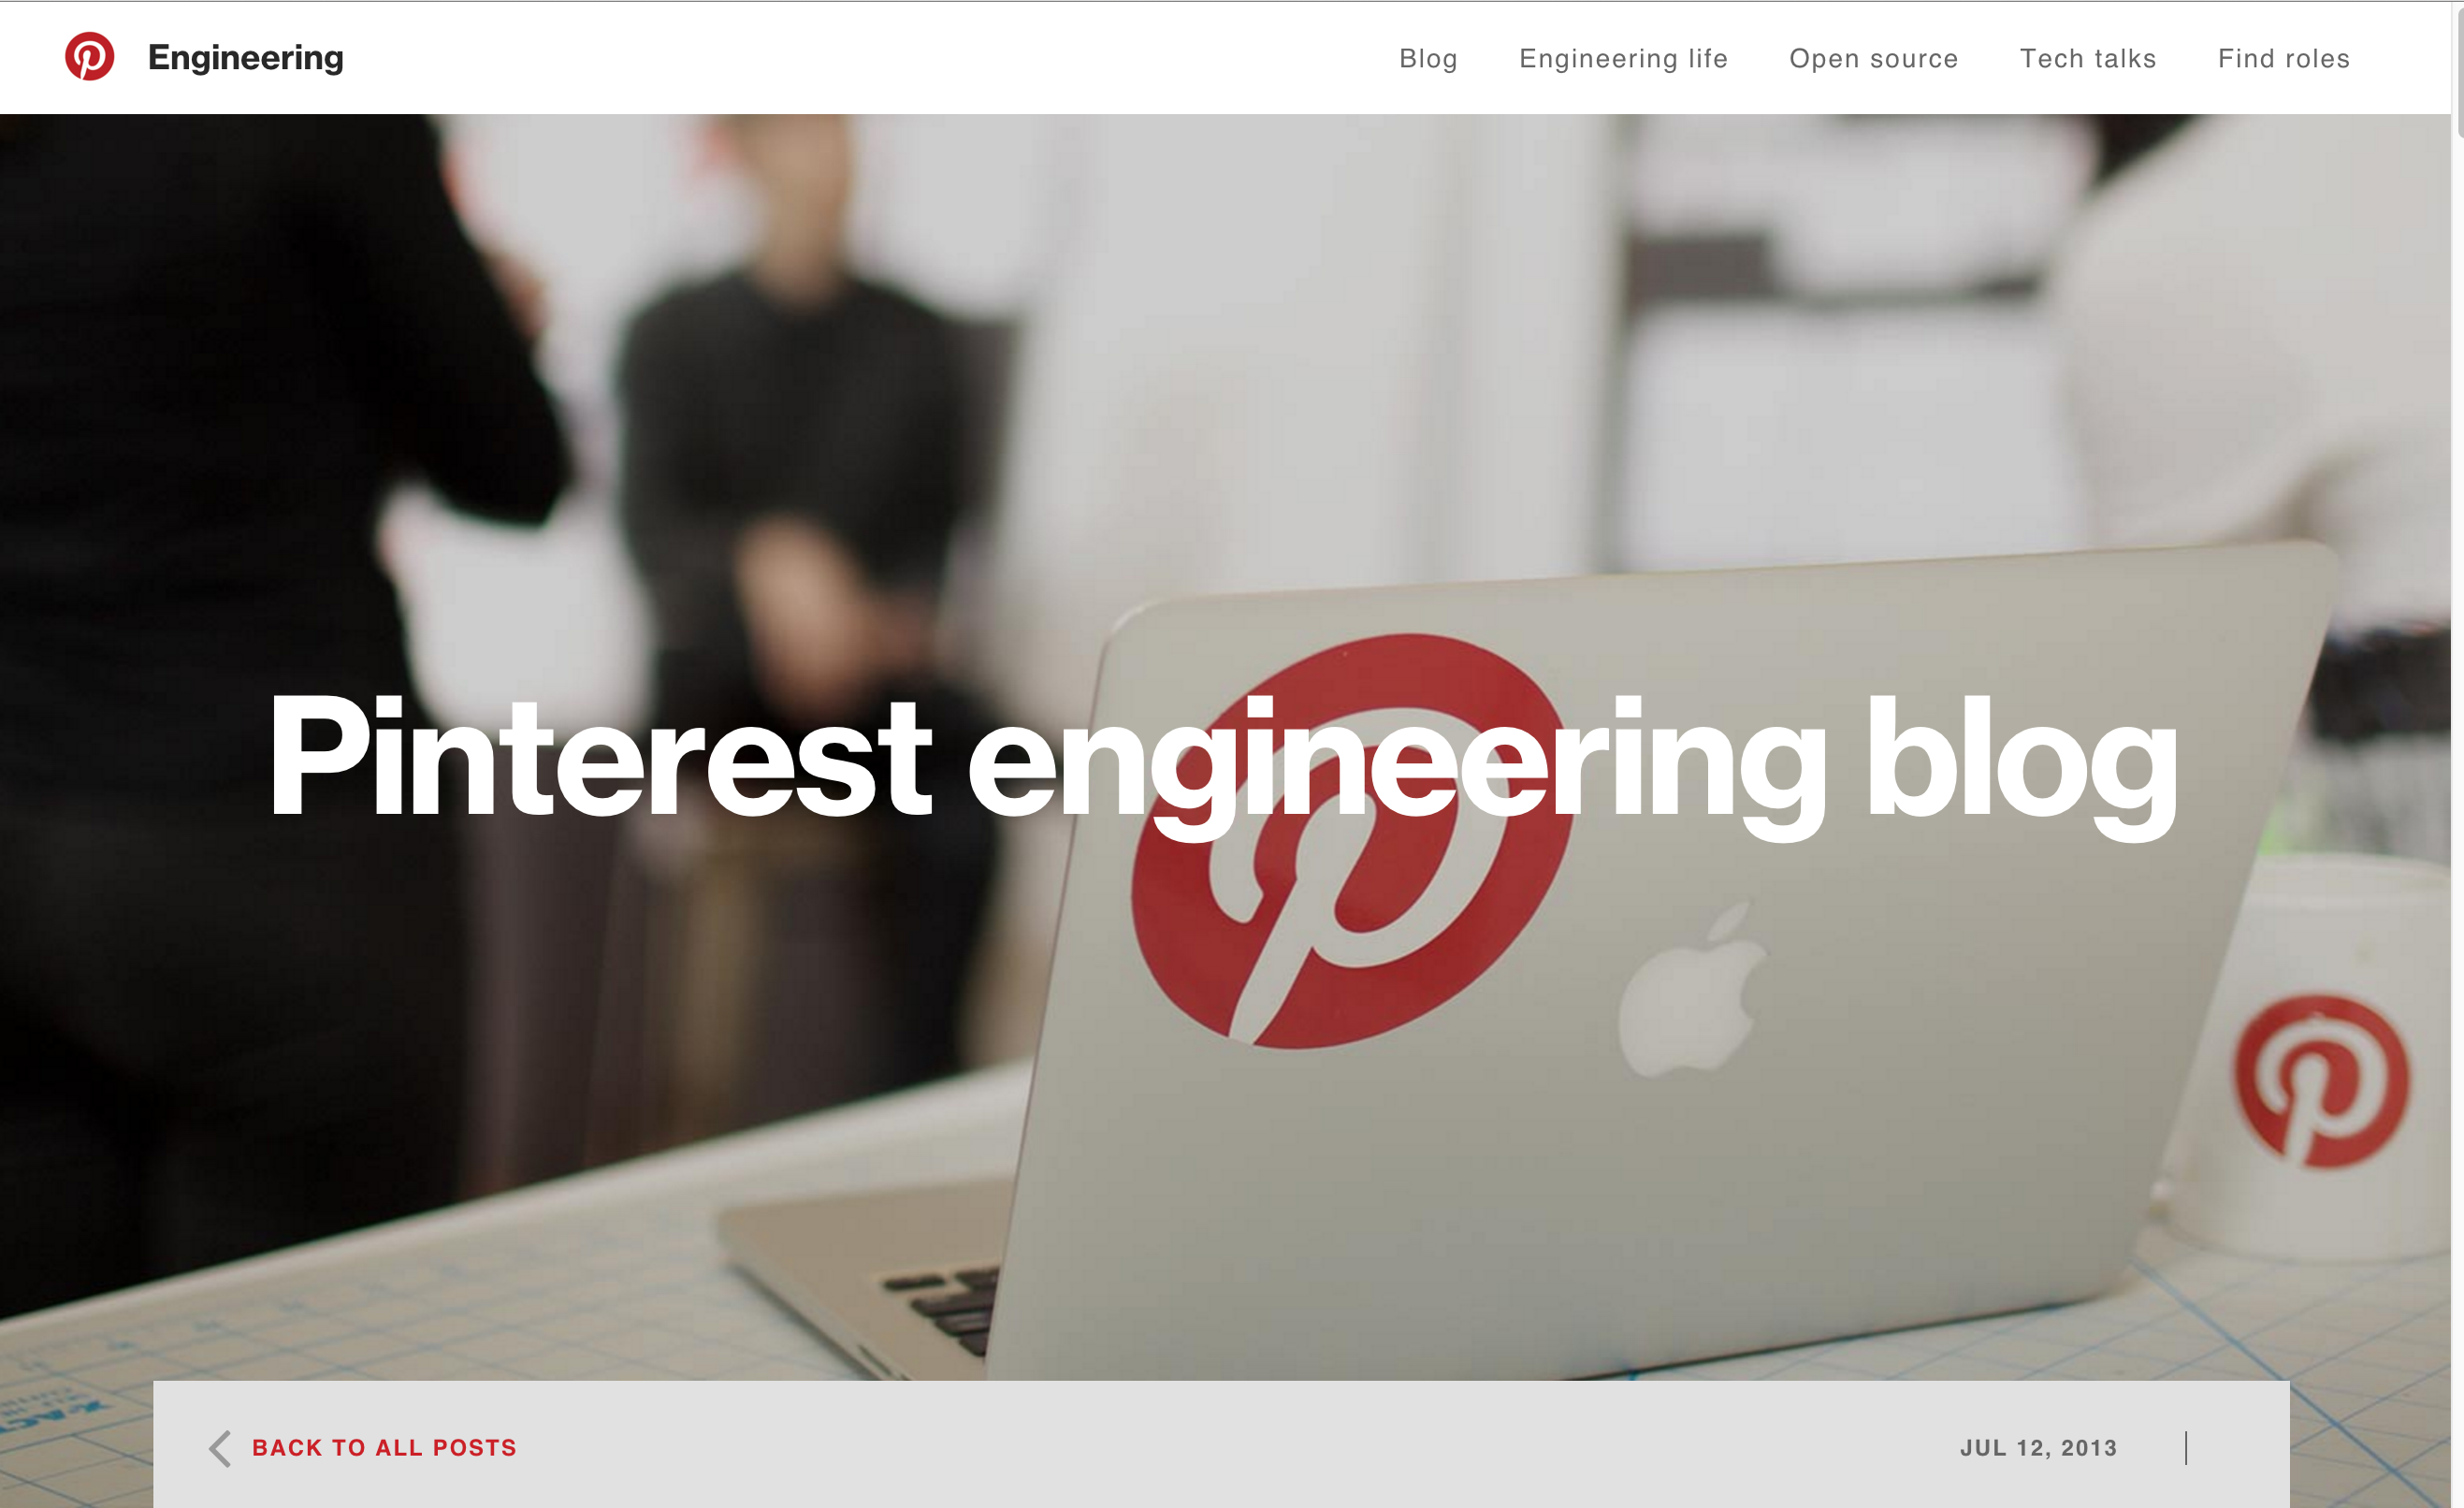 Engineering
Blog
Engineering life
Open source
Tech talks
Find roles
Pinterest engineering blog
BACK TO ALL POSTS
JUL 12, 2013